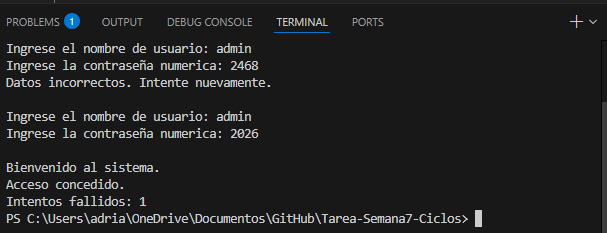 PROBLEMS 1 OUTPUT DEBUG CONSOLE TERMINAL PORTS
Ingrese el nombre de usuario: admin
Ingrese la contraseña numerica: 2468
Datos incorrectos. Intente nuevamente.
Ingrese el nombre de usuario: admin
Ingrese la contraseña numerica: 2026
Bienvenido al sistema.
Acceso concedido.
Intentos fallidos: 1
PS C:\Users\adria\OneDrive\Documentos\GitHub\Tarea-Semana7-Ciclos>